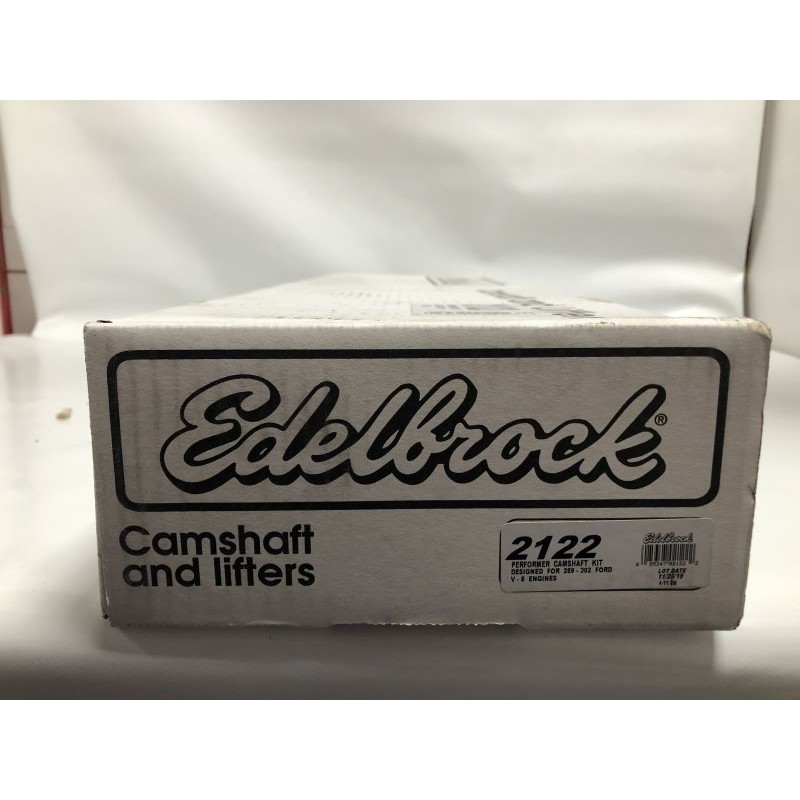 Edelbrock®
Camshaft
and lifters
2122
PERFORMER CAMSHAFT KIT
DESIGNED FOR 289 - 302 FORD
V - 8 ENGINES
Edelbrock
LOT DATE